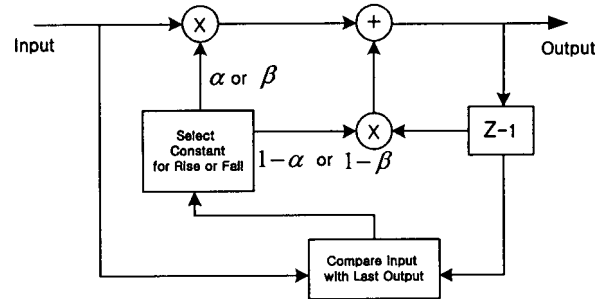 X
+
Input
Output
α or β
Select
Constant
for Rise or Fall
X
Z-1
1-α or 1-β
Compare Input
with Last Output